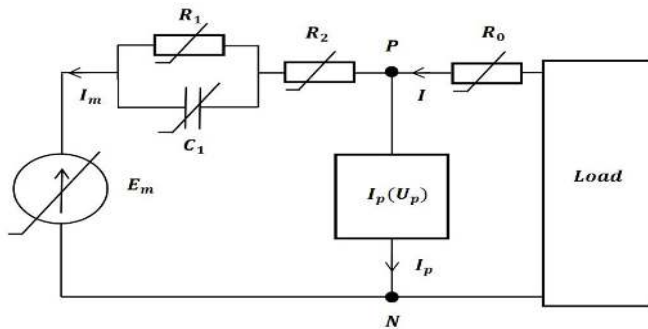 R₁
R₂
P
R₀
Iₘ
I
C₁
Eₘ
Iₚ(Uₚ)
Load
Iₚ
N